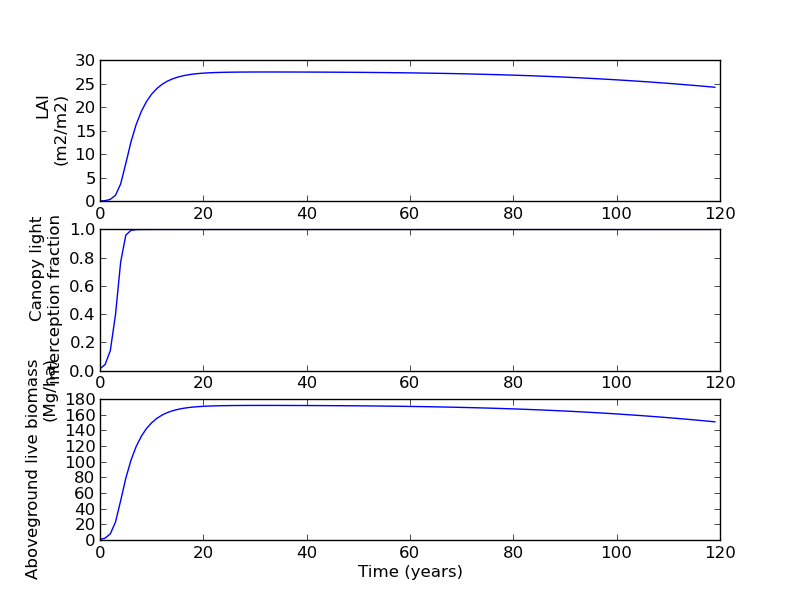 LAI
(m2/m2)
30
25
20
15
10
5
0
0 20 40 60 80 100 120
Canopy light
interception fraction
1.0
0.8
0.6
0.4
0.2
0.0
0 20 40 60 80 100 120
Aboveground live biomass
(Mg/ha)
180
160
140
120
100
80
60
40
20
0
0 20 40 60 80 100 120
Time (years)